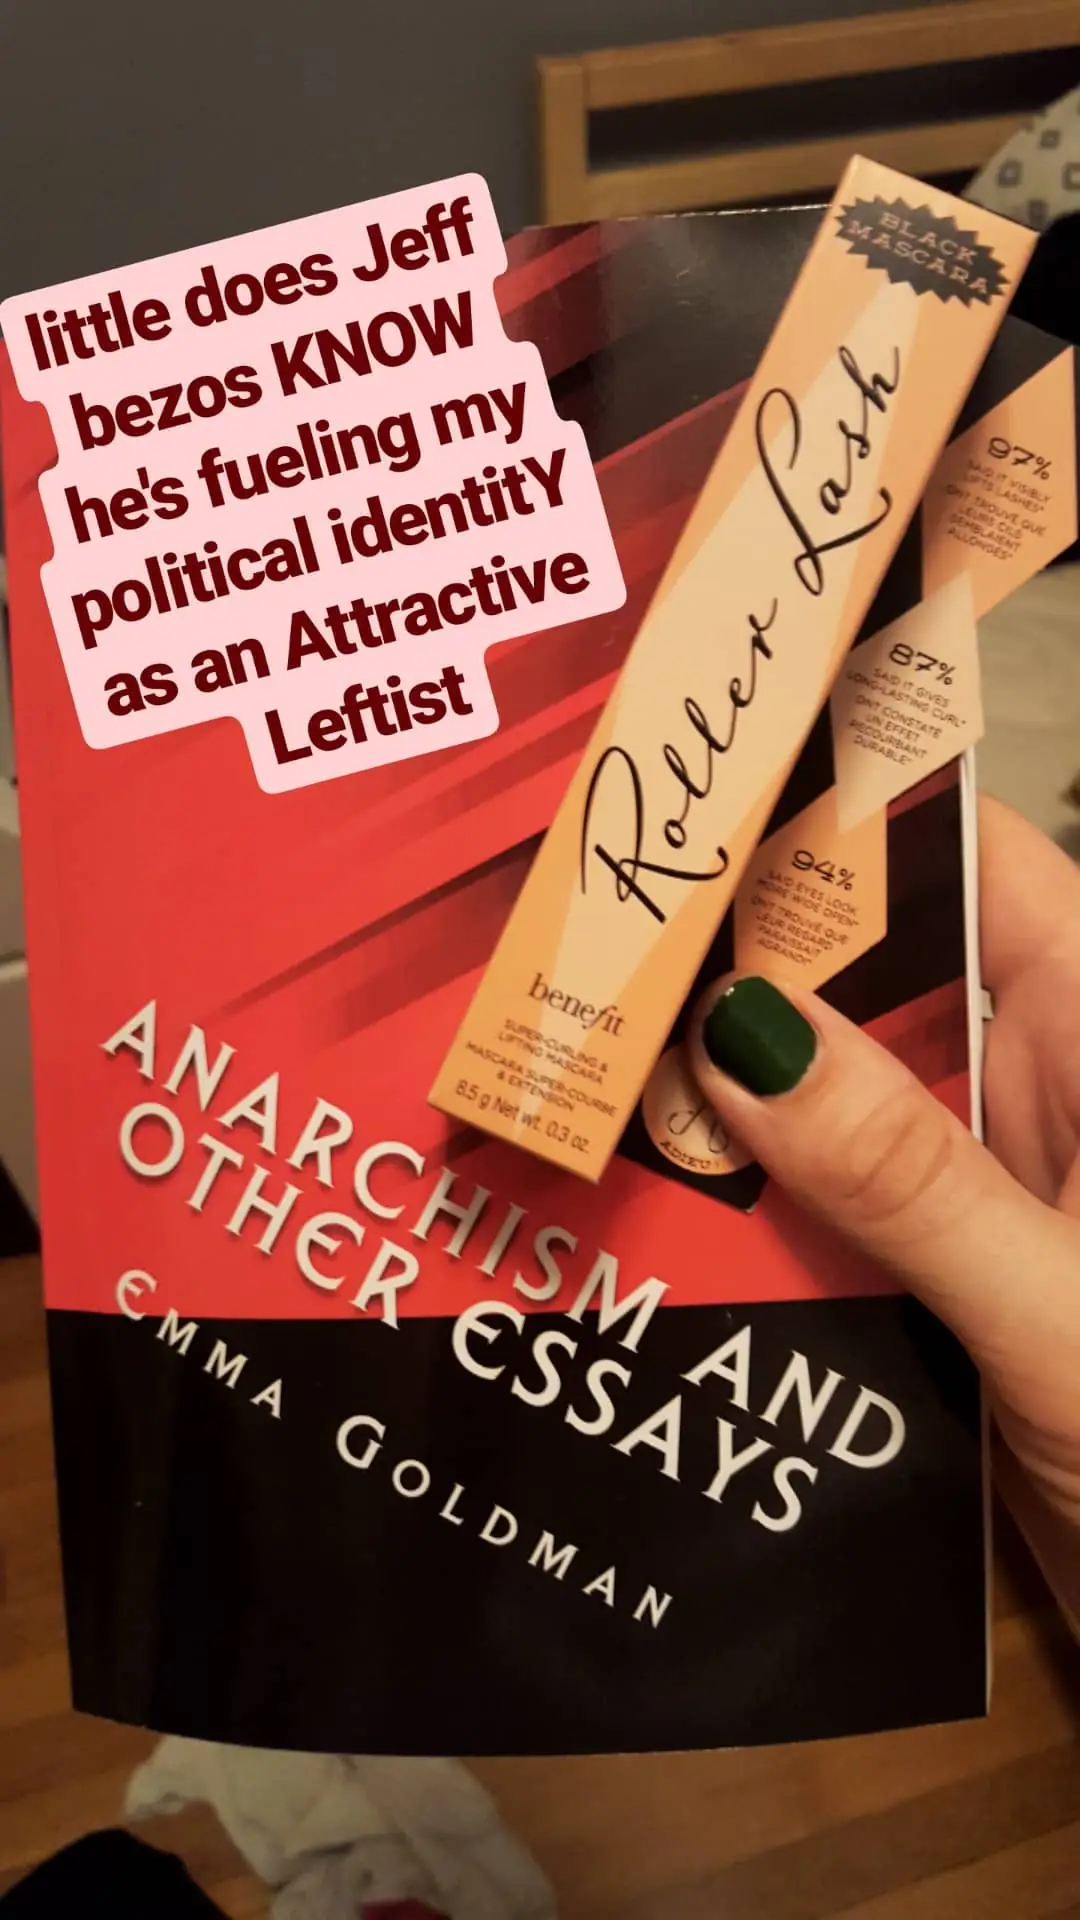 little does Jeff
bezos KNOW
he's fueling my
political identitY
as an Attractive
Leftist
BLACK
MASCARA
Roller Lash
benefit
SUPER-CURLING &
LIFTING MASCARA
MASCARA SUPER-COURBE
& EXTENSION
8.5 g Net wt. 0.3 oz.
97%
SAID IT VISIBLY
LIFTS LASHES*
ONT TROUVÉ QUE
LEURS CILS
SEMBLAIENT
ALLONGÉS*
87%
SAID IT GIVES
LONG-LASTING CURL*
ONT CONSTATÉ
UN EFFET
RECOURBANT
DURABLE*
94%
SAID EYES LOOK
MORE WIDE OPEN*
ONT TROUVÉ QUE
LEUR REGARD
PARAISSAIT
AGRANDI*
ADIEU!
ANARCHISM AND
OTHER ESSAYS
EMMA GOLDMAN